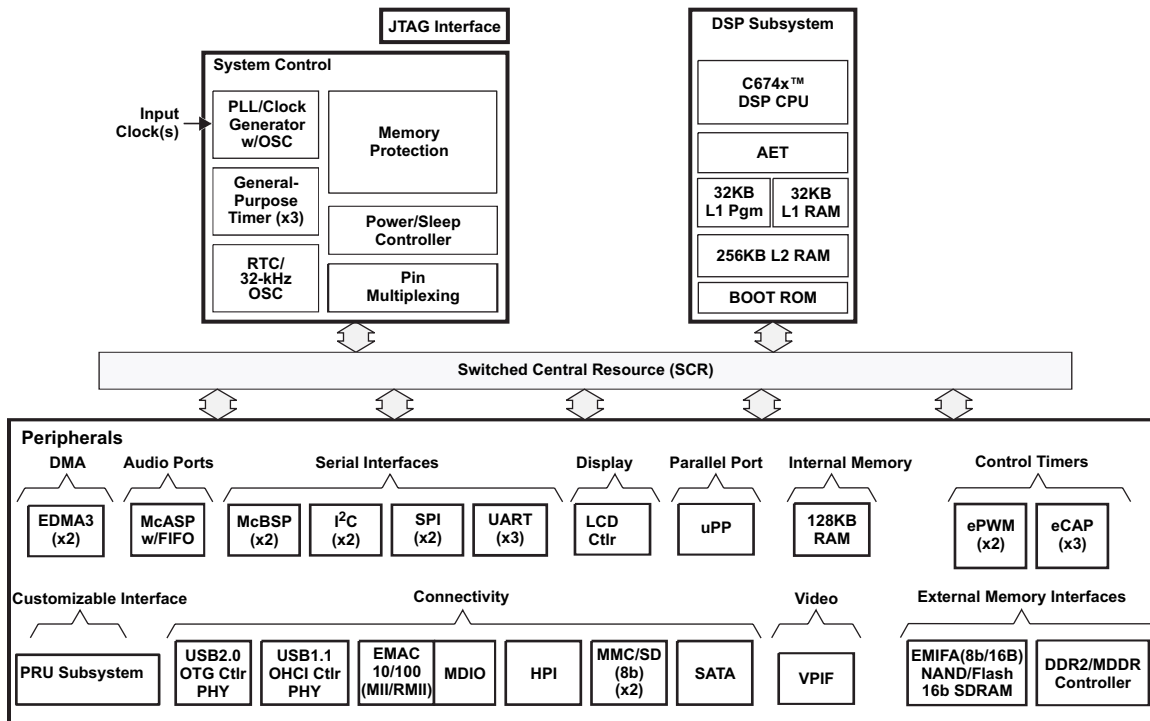 JTAG Interface
System Control
Input
Clock(s)
PLL/Clock
Generator
w/OSC
General-
Purpose
Timer (x3)
RTC/
32-kHz
OSC
Memory
Protection
Power/Sleep
Controller
Pin
Multiplexing
DSP Subsystem
C674x™
DSP CPU
AET
32KB
L1 Pgm
32KB
L1 RAM
256KB L2 RAM
BOOT ROM
Switched Central Resource (SCR)
Peripherals
DMA
EDMA3
(x2)
Audio Ports
McASP
w/FIFO
Serial Interfaces
McBSP
(x2)
I²C
(x2)
SPI
(x2)
UART
(x3)
Display
LCD
Ctlr
Parallel Port
uPP
Internal Memory
128KB
RAM
Control Timers
ePWM
(x2)
eCAP
(x3)
Customizable Interface
PRU Subsystem
Connectivity
USB2.0
OTG Ctlr
PHY
USB1.1
OHCI Ctlr
PHY
EMAC
10/100
(MII/RMII)
MDIO
HPI
MMC/SD
(8b)
(x2)
SATA
Video
VPIF
External Memory Interfaces
EMIFA(8b/16B)
NAND/Flash
16b SDRAM
DDR2/MDDR
Controller